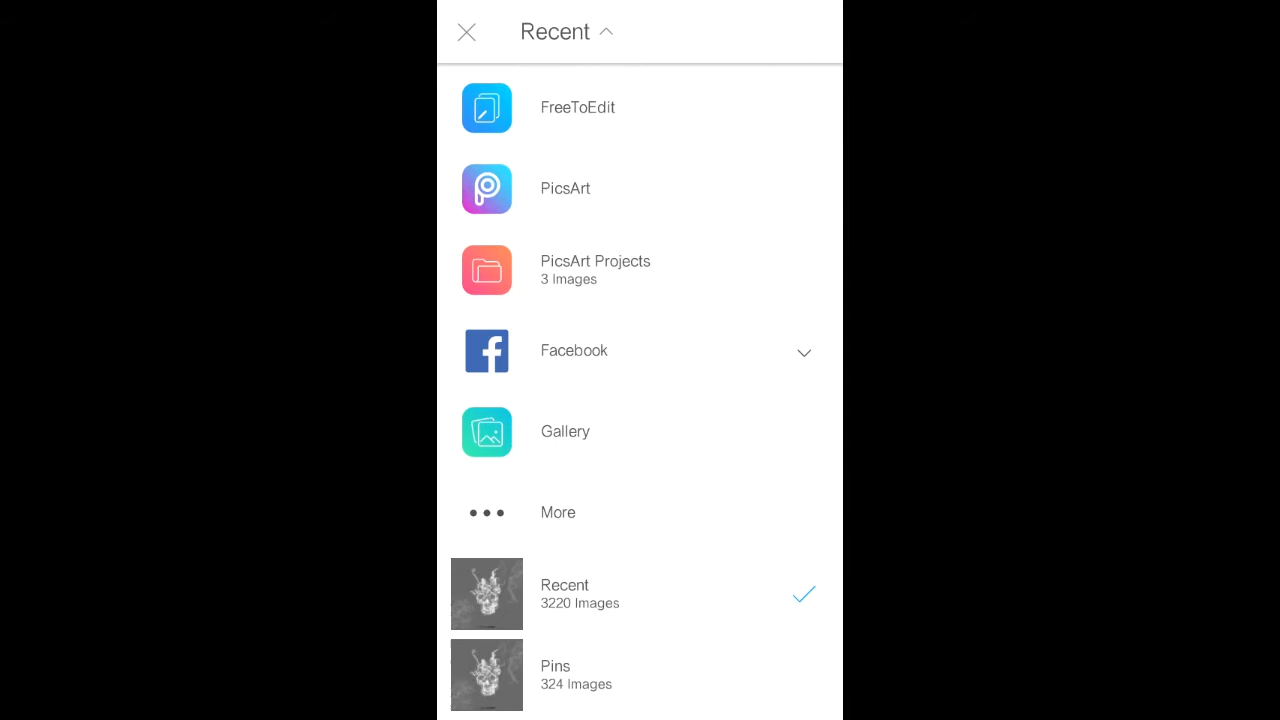 Recent
FreeToEdit
PicsArt
PicsArt Projects
3 Images
Facebook
Gallery
More
Recent
3220 Images
Pins
324 Images